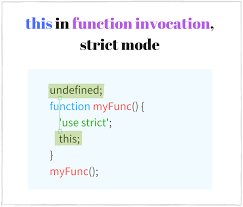 this in function invocation,
strict mode
undefined;
function myFunc() {
'use strict';
this;
}
myFunc();